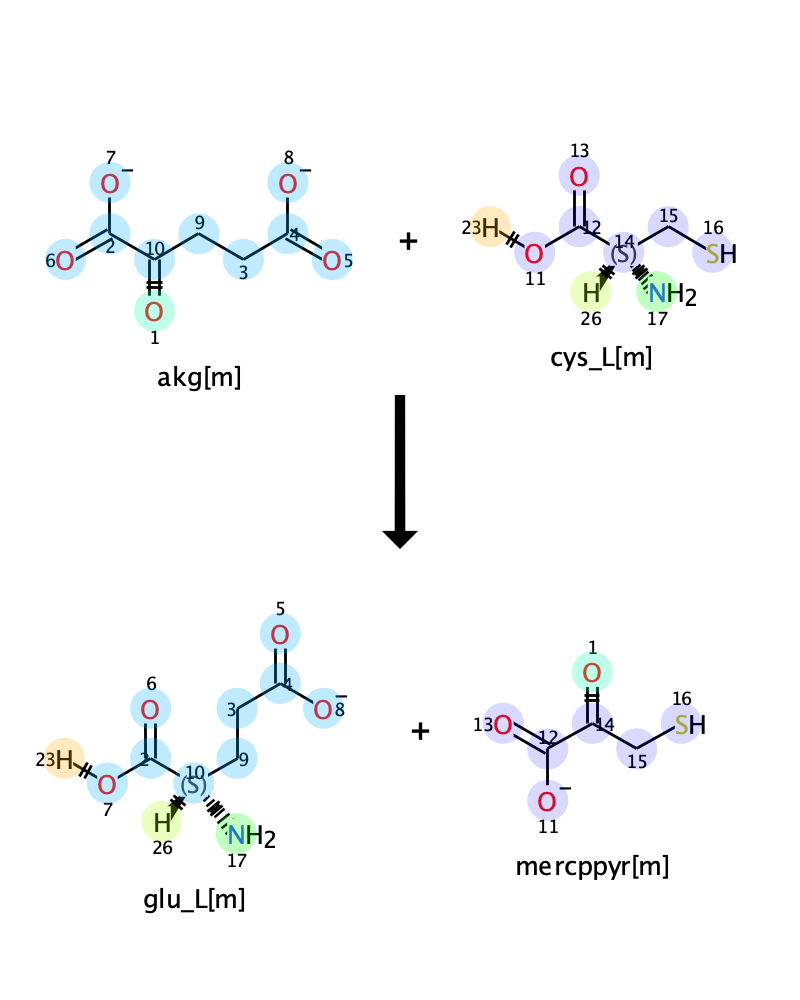 7 8 13
O− O− O
9 15 16
23H 12 14 SH
2 10 4 O (S)
6O 3 O5 11 H NH2
O 26 17
1
+
akg[m] cys_L[m]
5
O
6 4 1
O 3 O−8 O 16
23H 2 9 + 13O 12 14 SH
O 10 15
7 (S) O−
H NH2 11
26 17
glu_L[m] mercppyr[m]